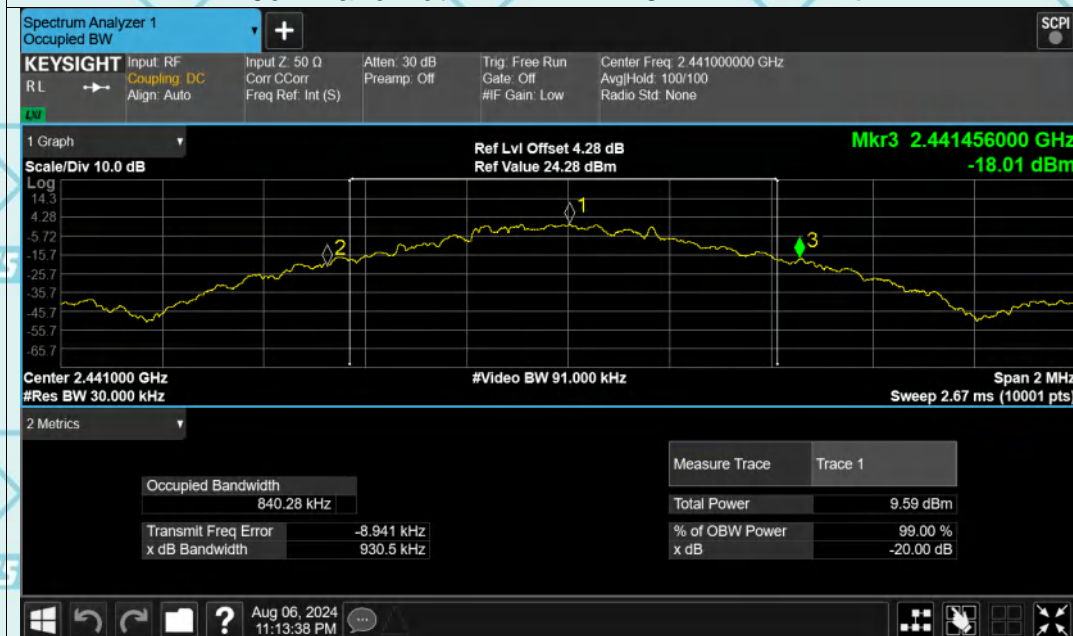 Spectrum Analyzer 1
Occupied BW
+
SCPI
KEYSIGHT
RL
LXI
Input: RF
Coupling: DC
Align: Auto
Input Z: 50 Ω
Corr CCorr
Freq Ref: Int (S)
Atten: 30 dB
Preamp: Off
Trig: Free Run
Gate: Off
#IF Gain: Low
Center Freq: 2.441000000 GHz
Avg|Hold: 100/100
Radio Std: None
1 Graph
Scale/Div 10.0 dB
Ref Lvl Offset 4.28 dB
Ref Value 24.28 dBm
Mkr3 2.441456000 GHz
-18.01 dBm
Log
14.3
4.28
-5.72
-15.7
-25.7
-35.7
-45.7
-55.7
-65.7
1
2
3
Center 2.441000 GHz
#Video BW 91.000 kHz
Span 2 MHz
#Res BW 30.000 kHz
Sweep 2.67 ms (10001 pts)
2 Metrics
Measure Trace Trace 1
Occupied Bandwidth
840.28 kHz
Total Power 9.59 dBm
Transmit Freq Error -8.941 kHz
% of OBW Power 99.00 %
x dB Bandwidth 930.5 kHz
x dB -20.00 dB
?
Aug 06, 2024
11:13:38 PM